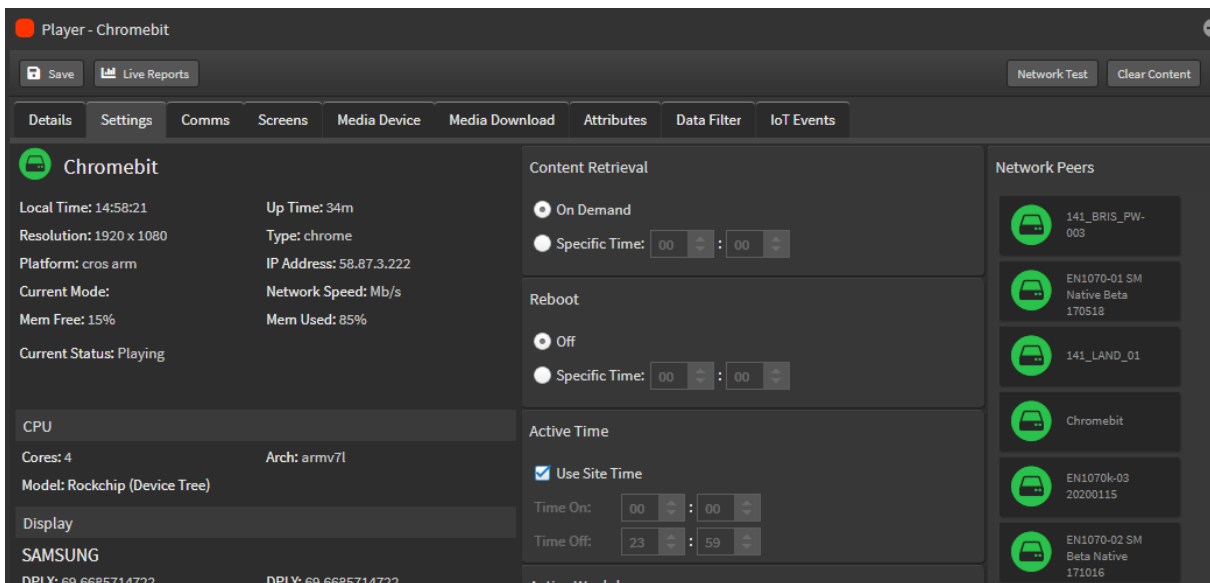 Player - Chromebit
Save Live Reports Network Test Clear Content
Details Settings Comms Screens Media Device Media Download Attributes Data Filter IoT Events
Chromebit
Local Time: 14:58:21 Up Time: 34m
Resolution: 1920 x 1080 Type: chrome
Platform: cros arm IP Address: 58.87.3.222
Current Mode: Network Speed: Mb/s
Mem Free: 15% Mem Used: 85%
Current Status: Playing
CPU
Cores: 4 Arch: armv7l
Model: Rockchip (Device Tree)
Display
SAMSUNG
DPI X: 69.6685714722 DPI Y: 69.6685714722
Content Retrieval
On Demand
Specific Time: 00 : 00
Reboot
Off
Specific Time: 00 : 00
Active Time
Use Site Time
Time On: 00 : 00
Time Off: 23 : 59
Network Peers
141_BRIS_PW-
003
EN1070-01 SM
Native Beta
170518
141_LAND_01
Chromebit
EN1070k-03
20200115
EN1070-02 SM
Beta Native
171016